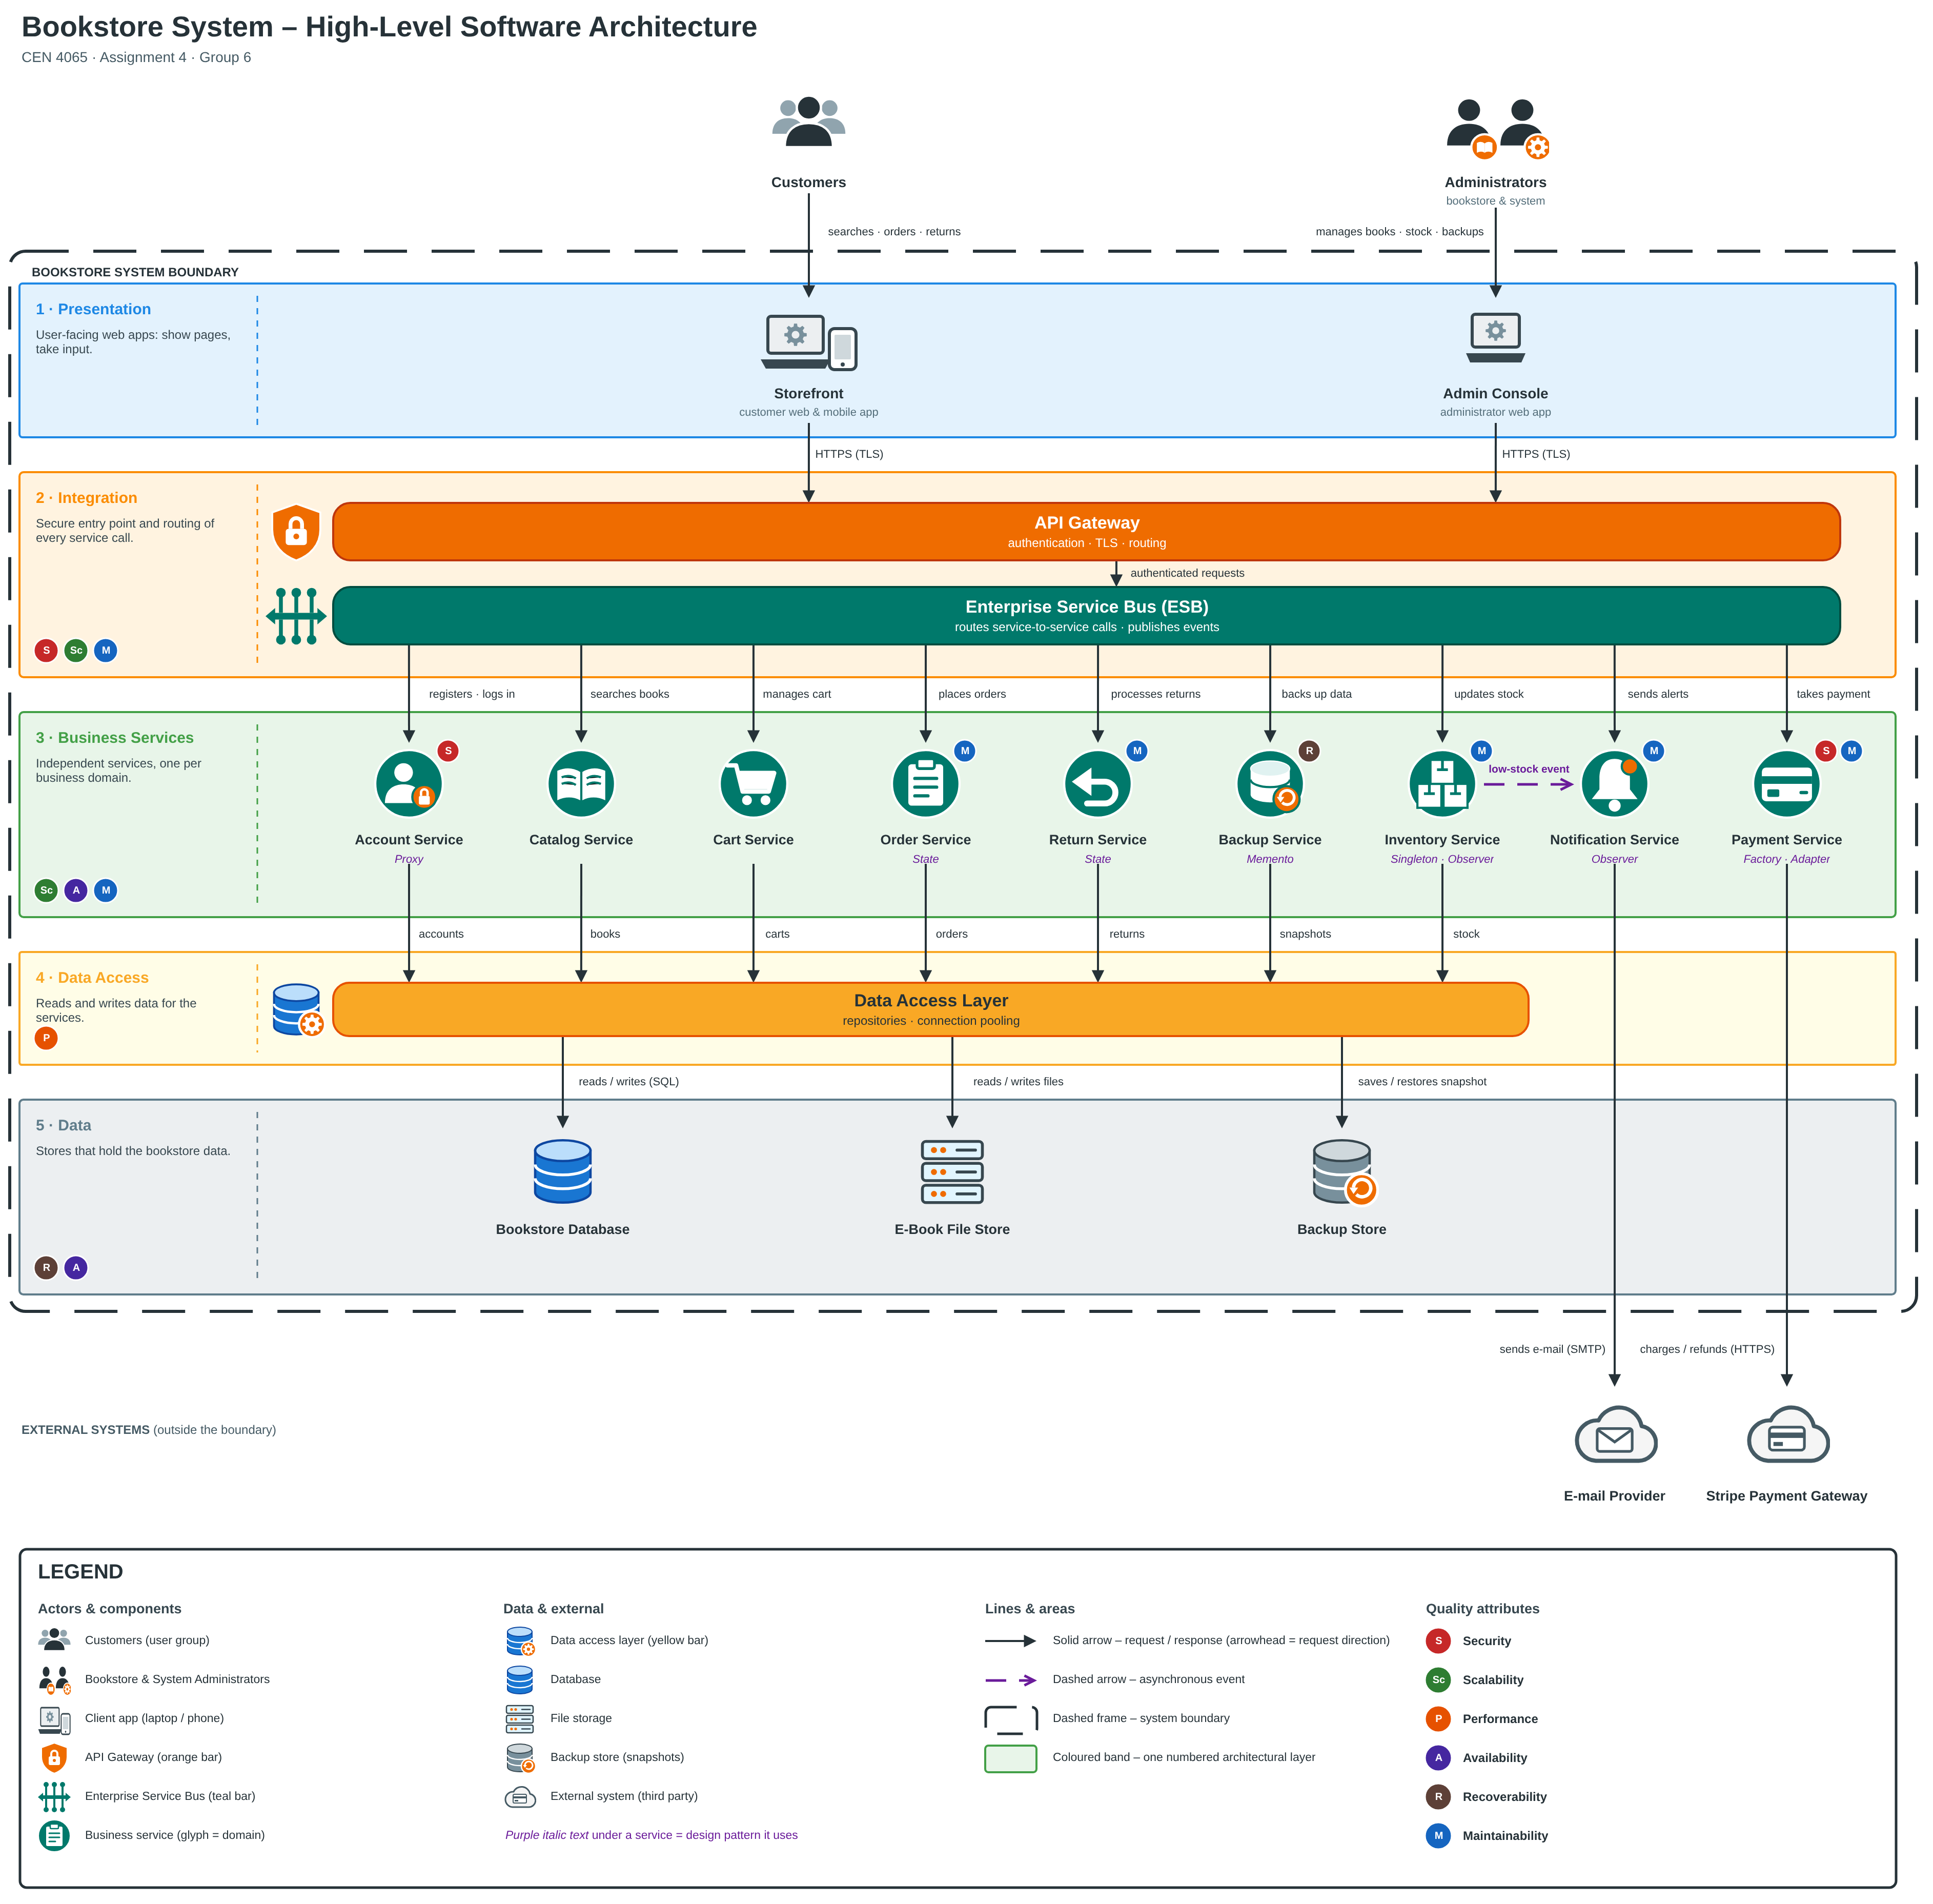 Bookstore System – High-Level Software Architecture
CEN 4065 · Assignment 4 · Group 6
Customers
Administrators
bookstore & system
searches · orders · returns
manages books · stock · backups
BOOKSTORE SYSTEM BOUNDARY
1 · Presentation
User-facing web apps: show pages,
take input.
Storefront
customer web & mobile app
Admin Console
administrator web app
HTTPS (TLS)
HTTPS (TLS)
2 · Integration
Secure entry point and routing of
every service call.
API Gateway
authentication · TLS · routing
authenticated requests
Enterprise Service Bus (ESB)
routes service-to-service calls · publishes events
S Sc M
registers · logs in
searches books
manages cart
places orders
processes returns
backs up data
updates stock
sends alerts
takes payment
3 · Business Services
Independent services, one per
business domain.
S
M
M
R
M
M
S M
low-stock event
Account Service
Proxy
Catalog Service
Cart Service
Order Service
State
Return Service
State
Backup Service
Memento
Inventory Service
Singleton · Observer
Notification Service
Observer
Payment Service
Factory · Adapter
Sc A M
accounts
books
carts
orders
returns
snapshots
stock
4 · Data Access
Reads and writes data for the
services.
P
Data Access Layer
repositories · connection pooling
reads / writes (SQL)
reads / writes files
saves / restores snapshot
5 · Data
Stores that hold the bookstore data.
Bookstore Database
E-Book File Store
Backup Store
R A
sends e-mail (SMTP)
charges / refunds (HTTPS)
EXTERNAL SYSTEMS (outside the boundary)
E-mail Provider
Stripe Payment Gateway
LEGEND
Actors & components
Customers (user group)
Bookstore & System Administrators
Client app (laptop / phone)
API Gateway (orange bar)
Enterprise Service Bus (teal bar)
Business service (glyph = domain)
Data & external
Data access layer (yellow bar)
Database
File storage
Backup store (snapshots)
External system (third party)
Purple italic text under a service = design pattern it uses
Lines & areas
Solid arrow – request / response (arrowhead = request direction)
Dashed arrow – asynchronous event
Dashed frame – system boundary
Coloured band – one numbered architectural layer
Quality attributes
S Security
Sc Scalability
P Performance
A Availability
R Recoverability
M Maintainability